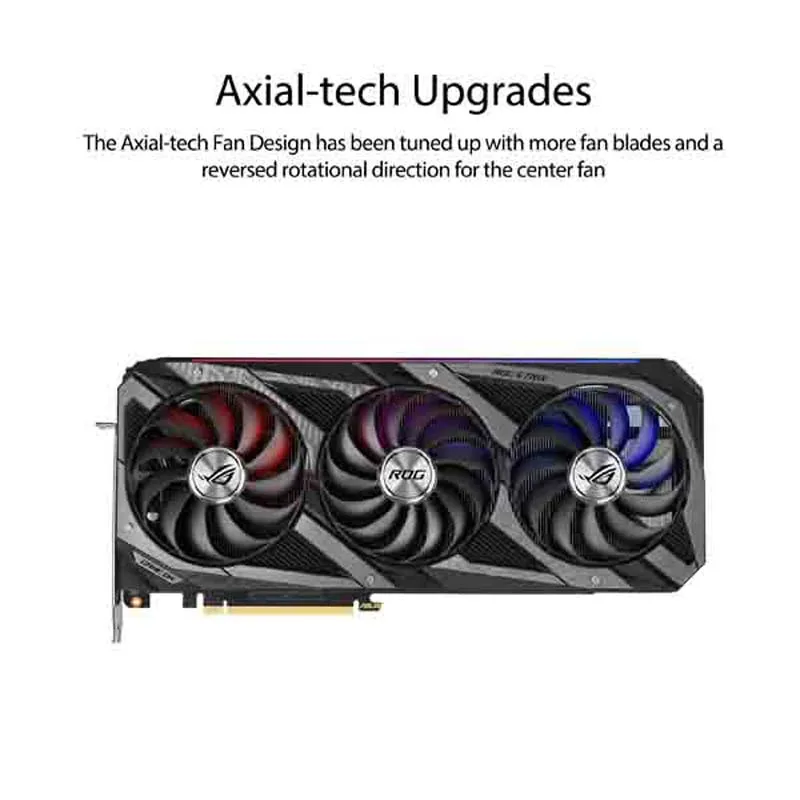 Axial-tech Upgrades
The Axial-tech Fan Design has been tuned up with more fan blades and a
reversed rotational direction for the center fan
ROG